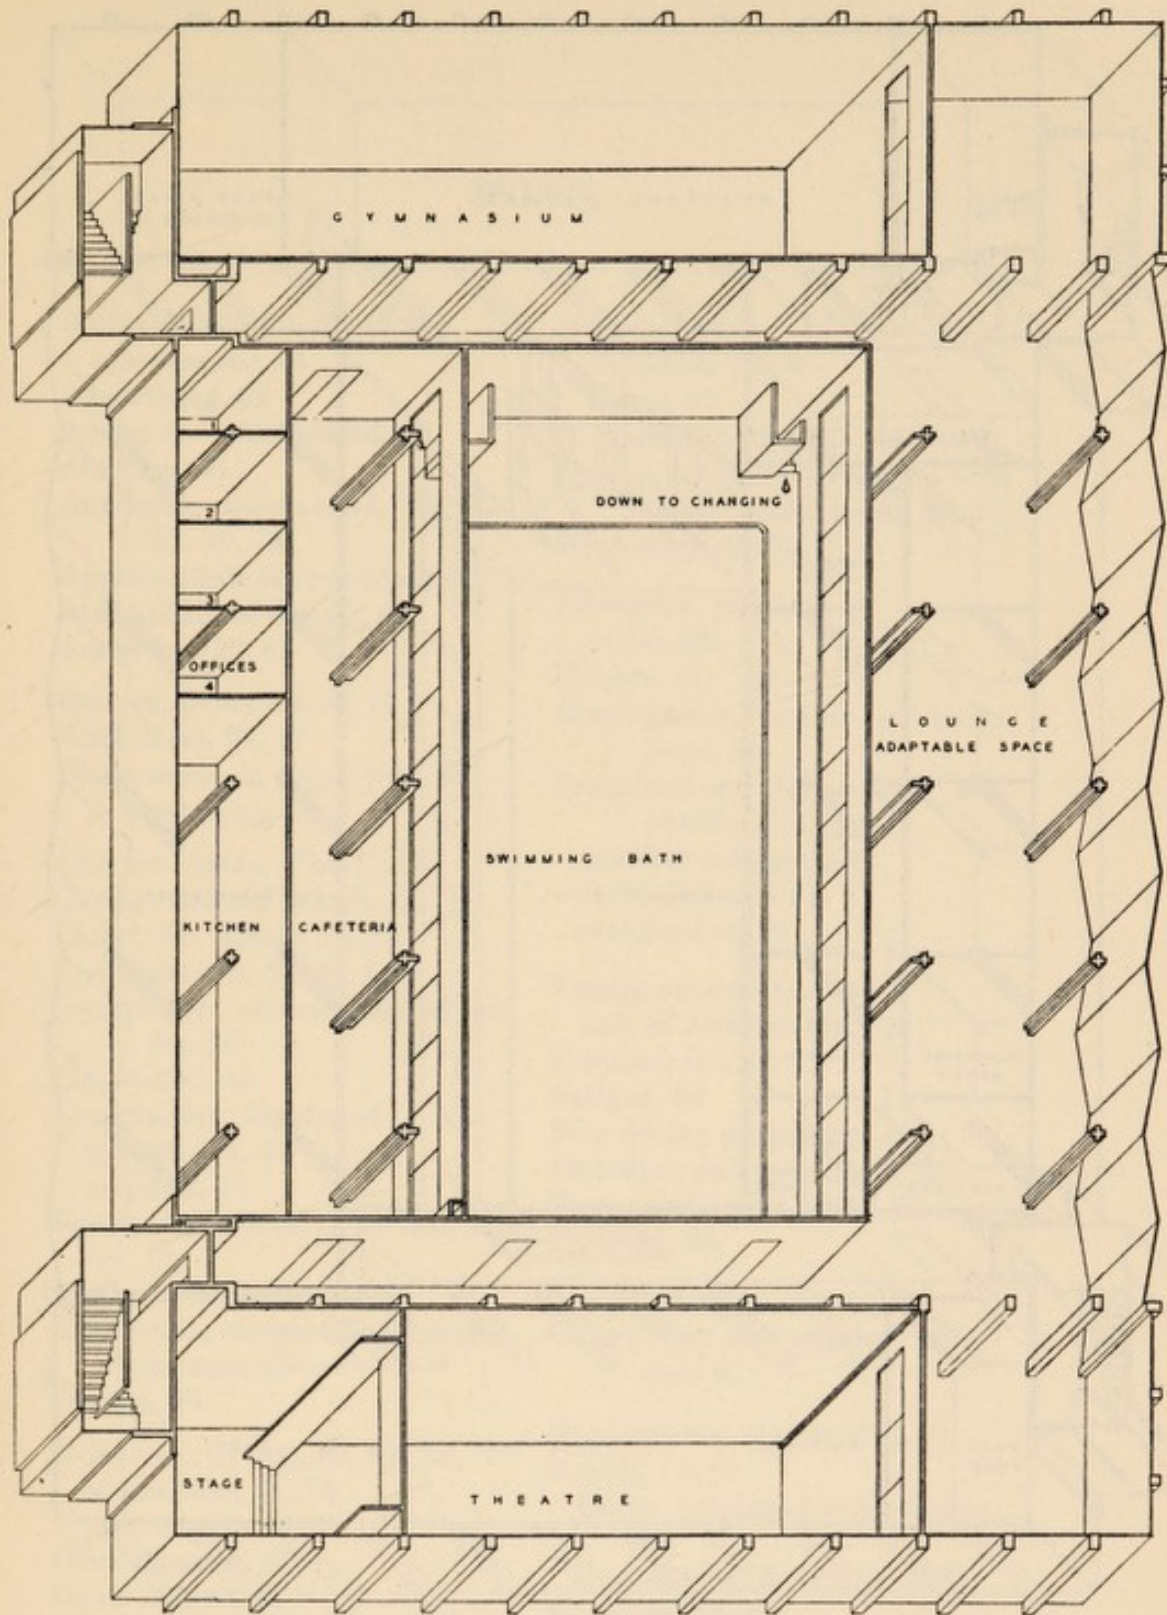 GYMNASIUM
1
DOWN TO CHANGING
2
3
OFFICES
4
LOUNGE
ADAPTABLE SPACE
SWIMMING BATH
KITCHEN
CAFETERIA
STAGE
THEATRE